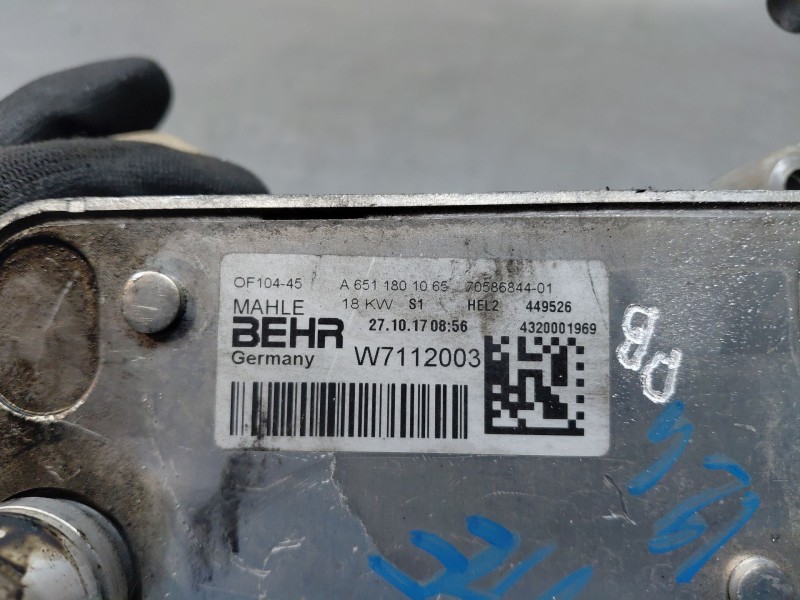 OF104-45 A 651 180 10 65 70586844-01
MAHLE 18 KW S1 HEL2 449526
BEHR 27.10.17 08:56 4320001969
Germany W7112003